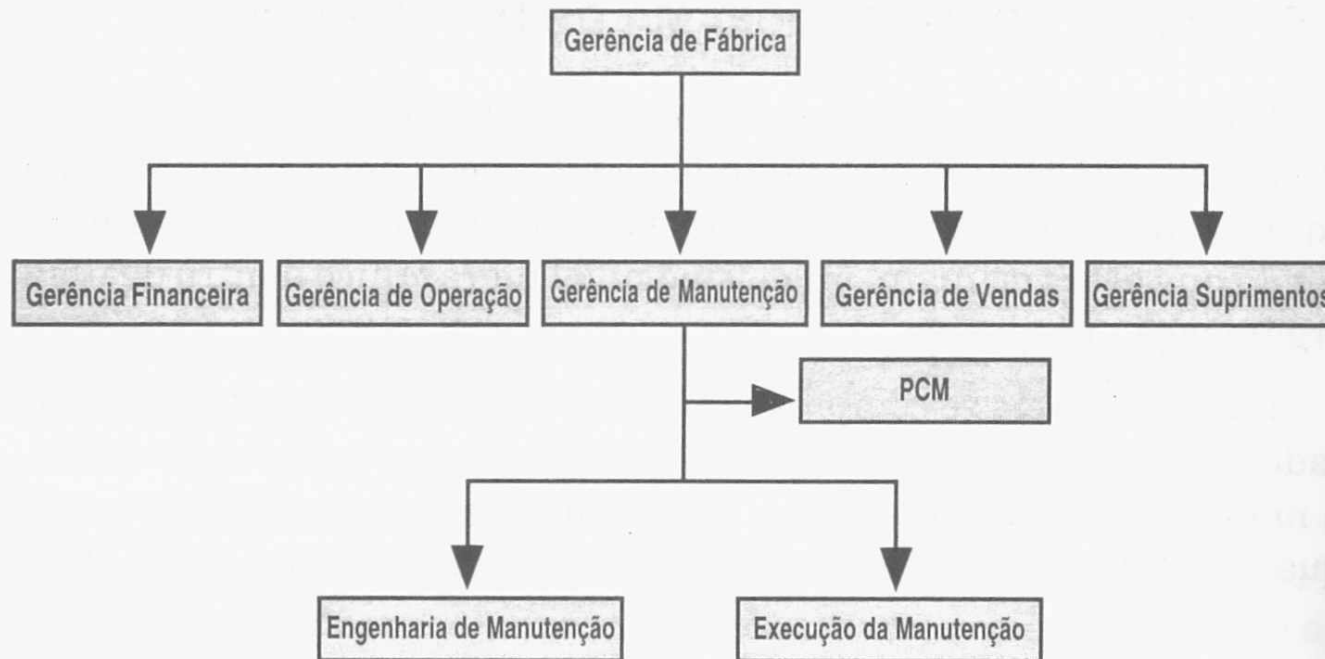 Gerência de Fábrica
Gerência Financeira
Gerência de Operação
Gerência de Manutenção
Gerência de Vendas
Gerência Suprimentos
PCM
Engenharia de Manutenção
Execução da Manutenção